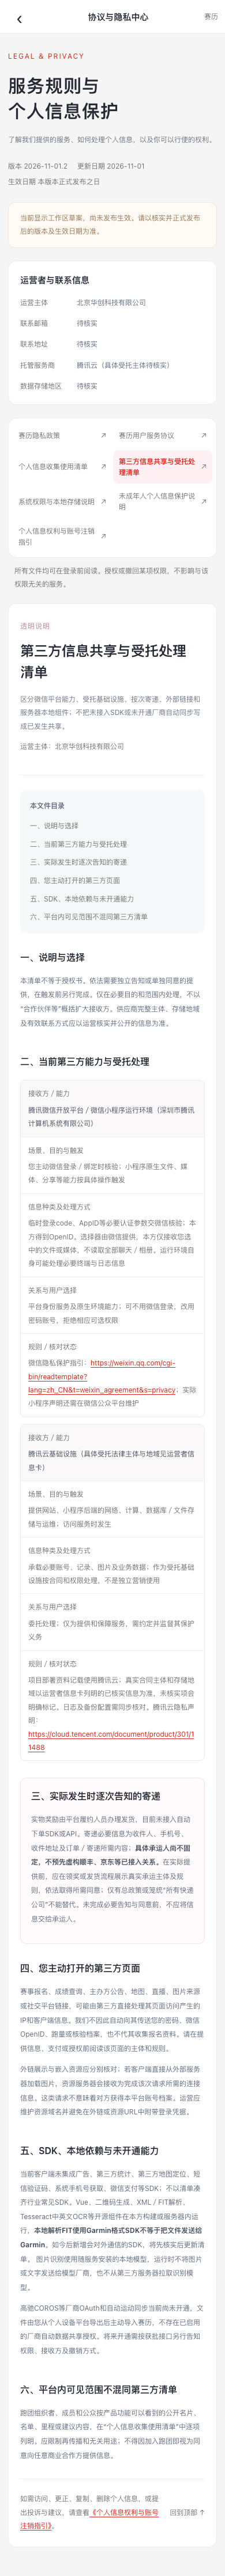 ‹ 协议与隐私中心 赛历
LEGAL & PRIVACY
服务规则与
个人信息保护
了解我们提供的服务、如何处理个人信息，以及你可以行使的权利。
版本 2026-11-01.2 更新日期 2026-11-01
生效日期 本版本正式发布之日
当前显示工作区草案，尚未发布生效。请以核实并正式发布
后的版本及生效日期为准。
运营者与联系信息
运营主体 北京华创科技有限公司
联系邮箱 待核实
联系地址 待核实
托管服务商 腾讯云（具体受托主体待核实）
数据存储地区 待核实
赛历隐私政策 ↗
赛历用户服务协议 ↗
个人信息收集使用清单 ↗
第三方信息共享与受托处
理清单 ↗
系统权限与本地存储说明 ↗
未成年人个人信息保护说
明 ↗
个人信息权利与账号注销
指引 ↗
所有文件均可在登录前阅读。授权或撤回某项权限，不影响与该
权限无关的服务。
透明说明
第三方信息共享与受托处理
清单
区分微信平台能力、受托基础设施、按次寄递、外部链接和
服务器本地组件；不把未接入SDK或未开通厂商自动同步写
成已发生共享。
运营主体：北京华创科技有限公司
本文件目录
一、说明与选择
二、当前第三方能力与受托处理
三、实际发生时逐次告知的寄递
四、您主动打开的第三方页面
五、SDK、本地依赖与未开通能力
六、平台内可见范围不混同第三方清单
一、说明与选择
本清单不等于授权书。依法需要独立告知或单独同意的提
供，在触发前另行完成。仅在必要目的和范围内处理，不以
“合作伙伴等”概括扩大接收方。供应商完整主体、存储地域
及有效联系方式应以运营核实并公开的信息为准。
二、当前第三方能力与受托处理
接收方 / 能力
腾讯微信开放平台 / 微信小程序运行环境（深圳市腾讯
计算机系统有限公司）
场景、目的与触发
您主动微信登录 / 绑定时核验；小程序原生文件、媒
体、分享等能力按具体操作触发
信息种类及处理方式
临时登录code、AppID等必要认证参数交微信核验；本
方得到OpenID。选择器由微信提供，本方仅接收您选
中的文件或媒体，不读取全部聊天 / 相册。运行环境自
身可能处理必要终端与日志信息
关系与用户选择
平台身份服务及原生环境能力；可不用微信登录，改用
密码账号、拒绝相应可选权限
规则 / 核对状态
微信隐私保护指引：https://weixin.qq.com/cgi-
bin/readtemplate?
lang=zh_CN&t=weixin_agreement&s=privacy；实际
小程序声明还需在微信公众平台维护
接收方 / 能力
腾讯云基础设施（具体受托法律主体与地域见运营者信
息卡）
场景、目的与触发
提供网站、小程序后端的网络、计算、数据库 / 文件存
储与运维；访问服务时发生
信息种类及处理方式
承载必要账号、记录、图片及业务数据；作为受托基础
设施按合同和权限处理，不是独立营销使用
关系与用户选择
委托处理；仅为提供和保障服务，需约定并监督其保护
义务
规则 / 核对状态
项目部署资料记载使用腾讯云；真实合同主体和存储地
域以运营者信息卡列明的已核实信息为准，未核实项会
明确标记。日志及备份配置需同步核对。腾讯云隐私声
明：
https://cloud.tencent.com/document/product/301/1
1488
三、实际发生时逐次告知的寄递
实物奖励由平台履约人员办理发货，目前未接入自动
下单SDK或API。寄递必要信息为收件人、手机号、
收件地址及订单 / 寄递所需内容；具体承运人尚不固
定，不预先虚构顺丰、京东等已接入关系。在实际提
供前，应在领奖或发货流程展示真实承运主体及规
则，依法取得所需同意；仅有总政策或笼统“所有快递
公司”不能替代。未完成必要告知与同意前，不应将信
息交给承运人。
四、您主动打开的第三方页面
赛事报名、成绩查询、主办方公告、地图、直播、图片来源
或社交平台链接，可能由第三方直接处理其页面访问产生的
IP和客户端信息。我们不因此自动向其传送您的密码、微信
OpenID、跑量或核验档案，也不代其收集报名资料。请在提
供信息、支付或授权前阅读该页面的主体和规则。
外链展示与嵌入资源应分别核对；若客户端直接从外部服务
器加载图片，资源服务器会接收为完成该次请求所需的连接
信息。这类请求不意味着对方获得本平台账号档案。运营应
维护资源域名并避免在外链或资源URL中附带登录凭据。
五、SDK、本地依赖与未开通能力
当前客户端未集成广告、第三方统计、第三方地图定位、短
信验证码、系统手机号获取、微信支付等SDK；不以清单凑
齐行业常见SDK。Vue、二维码生成、XML / FIT解析、
Tesseract中英文OCR等开源组件在本方构建或服务器内运
行，本地解析FIT使用Garmin格式SDK不等于把文件发送给
Garmin。如今后新增会对外通信的SDK，将先核实后更新清
单。 图片识别使用随服务安装的本地模型，运行时不将图片
或文字发送给模型厂商，也不从第三方服务器拉取识别模
型。
高驰COROS等厂商OAuth和自动运动同步当前尚未开通，文
件由您从个人设备平台导出后主动导入赛历，不存在已启用
的厂商自动数据共享授权。将来开通需按获批接口另行告知
权限、接收方及撤销方式。
六、平台内可见范围不混同第三方清单
跑团组织者、成员和公众按产品功能可以看到的公开名片、
名单、里程或建议内容，在“个人信息收集使用清单”中逐项
列明。应限制再传播和无关用途；不得因加入跑团即视为同
意向任意商业合作方提供信息。
如需访问、更正、复制、删除个人信息，或提
出投诉与建议，请查看《个人信息权利与账号 回到顶部 ↑
注销指引》。